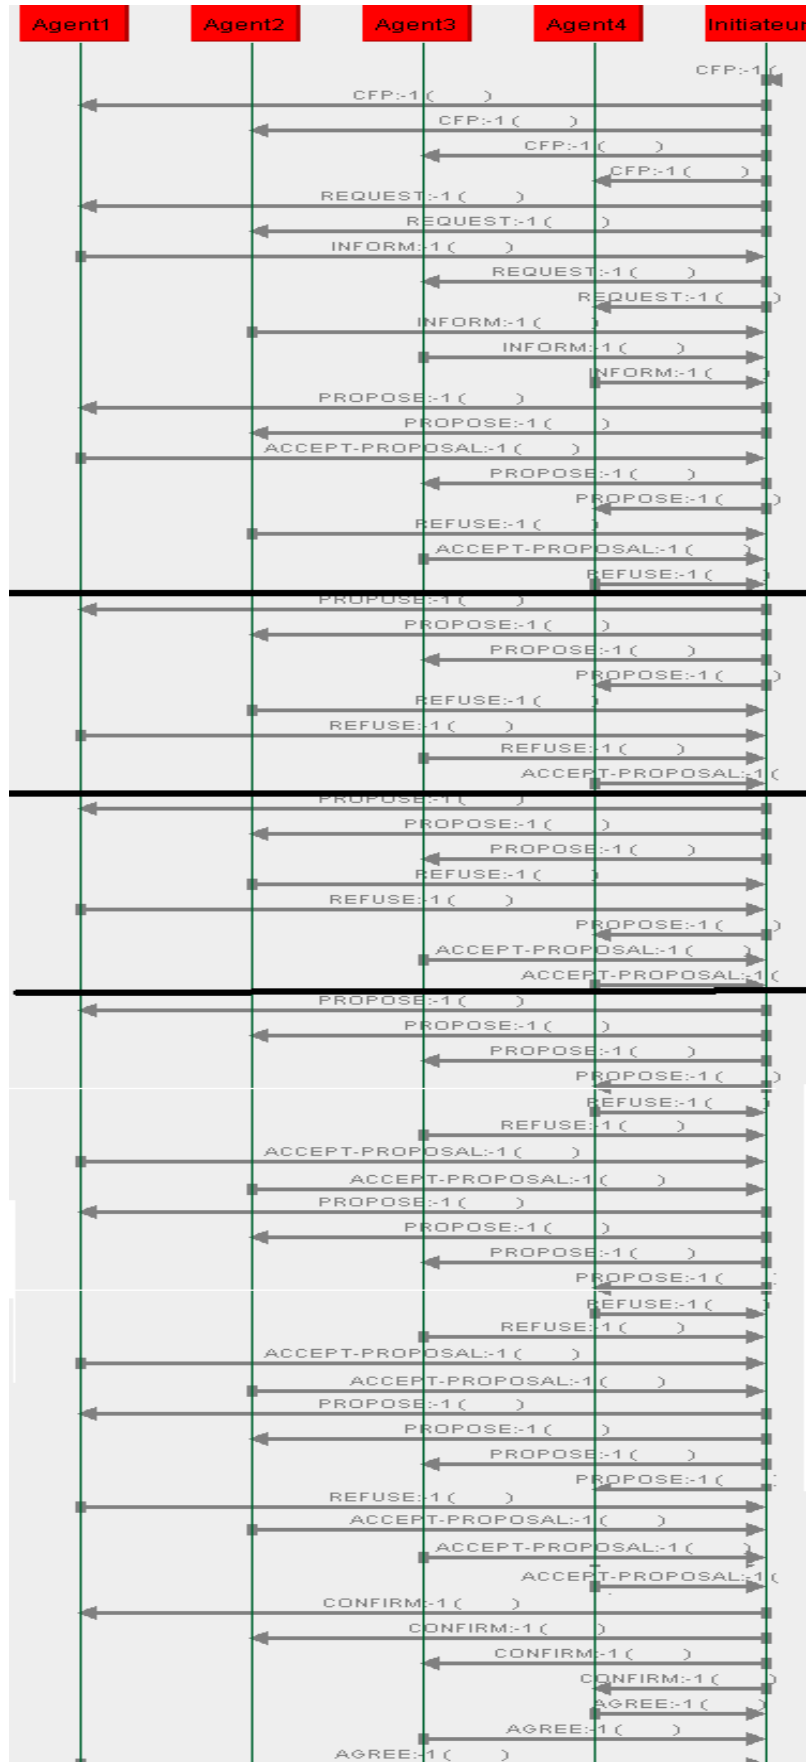 Agent1 Agent2 Agent3 Agent4 Initiateur
CFP:-1 (
CFP:-1 ( )
CFP:-1 ( )
CFP:-1 ( )
CFP:-1 ( )
REQUEST:-1 ( )
REQUEST:-1 ( )
INFORM:-1 ( )
REQUEST:-1 ( )
REQUEST:-1 ( )
INFORM:-1 ( )
INFORM:-1 ( )
INFORM:-1 ( )
PROPOSE:-1 ( )
PROPOSE:-1 ( )
ACCEPT-PROPOSAL:-1 ( )
PROPOSE:-1 ( )
PROPOSE:-1 ( )
REFUSE:-1 ( )
ACCEPT-PROPOSAL:-1 ( )
REFUSE:-1 ( )
PROPOSE:-1 ( )
PROPOSE:-1 ( )
PROPOSE:-1 ( )
PROPOSE:-1 ( )
REFUSE:-1 ( )
REFUSE:-1 ( )
REFUSE:-1 ( )
ACCEPT-PROPOSAL:-1 (
PROPOSE:-1 ( )
PROPOSE:-1 ( )
PROPOSE:-1 ( )
REFUSE:-1 ( )
REFUSE:-1 ( )
PROPOSE:-1 ( )
ACCEPT-PROPOSAL:-1 ( )
ACCEPT-PROPOSAL:-1 (
PROPOSE:-1 ( )
PROPOSE:-1 ( )
PROPOSE:-1 ( )
PROPOSE:-1 ( )
REFUSE:-1 ( )
REFUSE:-1 ( )
ACCEPT-PROPOSAL:-1 ( )
ACCEPT-PROPOSAL:-1 ( )
PROPOSE:-1 ( )
PROPOSE:-1 ( )
PROPOSE:-1 ( )
PROPOSE:-1 (
REFUSE:-1 ( )
REFUSE:-1 ( )
ACCEPT-PROPOSAL:-1 ( )
ACCEPT-PROPOSAL:-1 ( )
PROPOSE:-1 ( )
PROPOSE:-1 ( )
PROPOSE:-1 ( )
PROPOSE:-1 (
REFUSE:-1 ( )
ACCEPT-PROPOSAL:-1 ( )
ACCEPT-PROPOSAL:-1 ( )
ACCEPT-PROPOSAL:-1 (
CONFIRM:-1 ( )
CONFIRM:-1 ( )
CONFIRM:-1 ( )
CONFIRM:-1 ( )
AGREE:-1 ( )
AGREE:-1 ( )
AGREE:-1 ( )